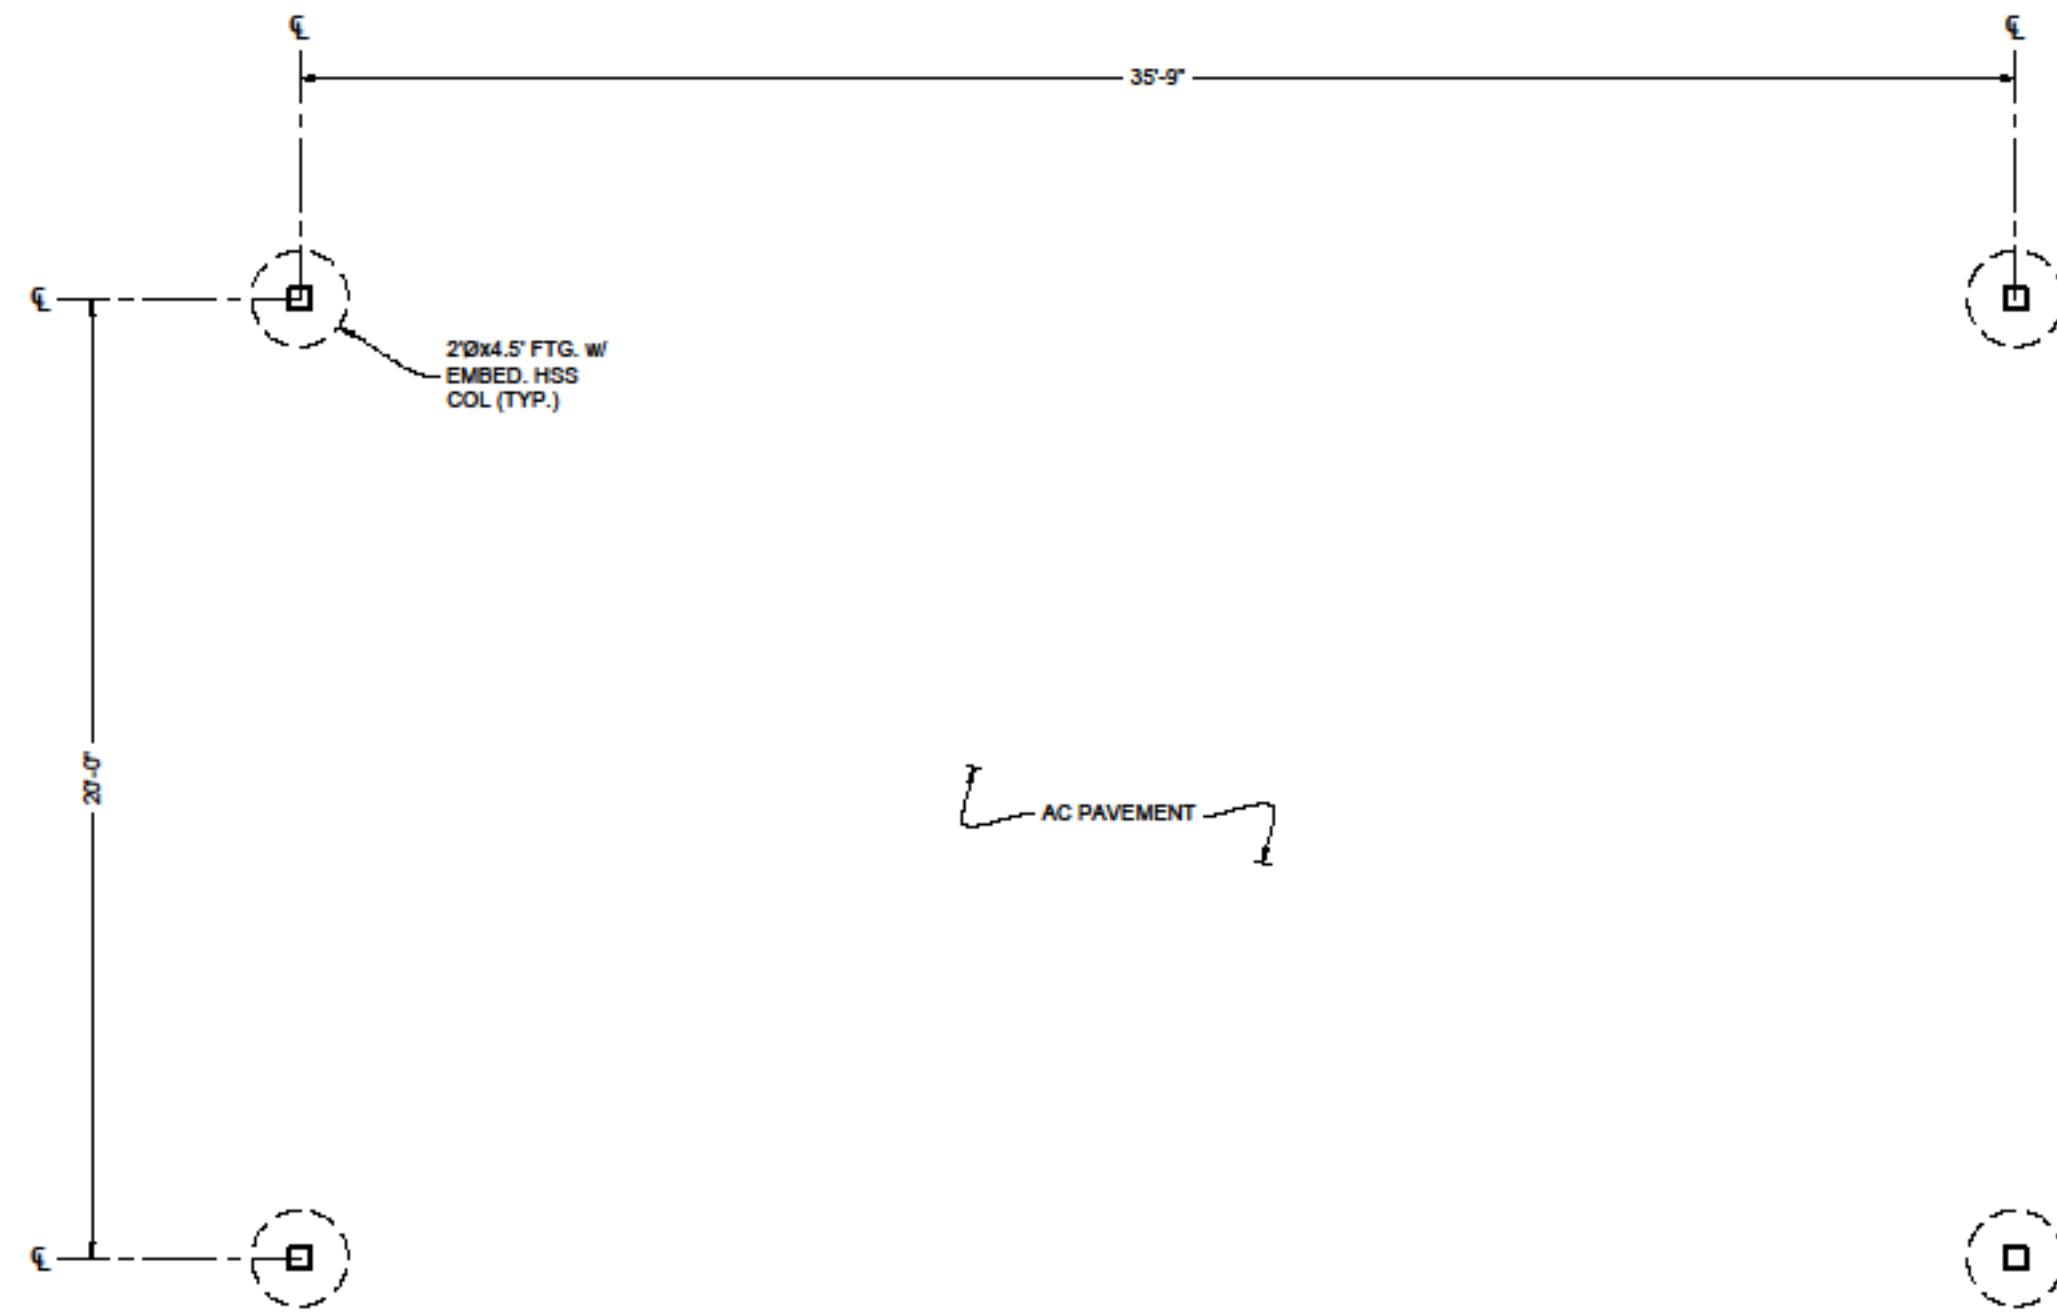 ℄ ℄
35'-9"
℄
2'Øx4.5' FTG. w/
EMBED. HSS
COL (TYP.)
20'-0"
AC PAVEMENT
℄